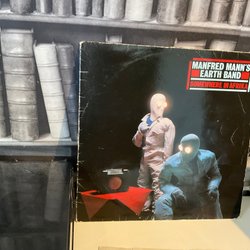 MANFRED MANN'S
EARTH BAND
SOMEWHERE IN AFRIKA